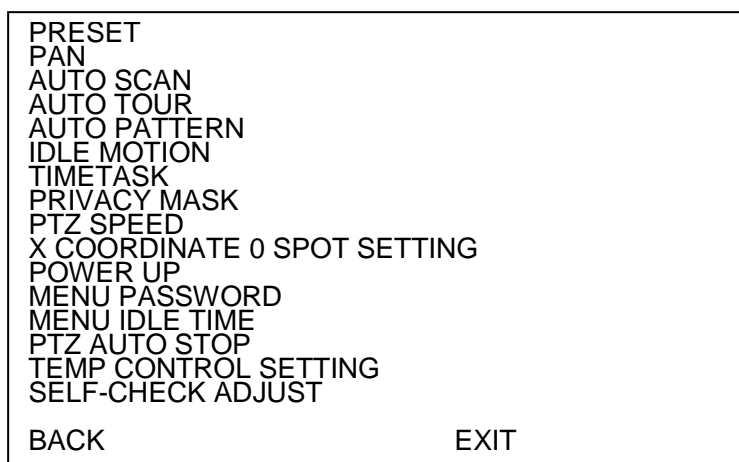 PRESET
PAN
AUTO SCAN
AUTO TOUR
AUTO PATTERN
IDLE MOTION
TIMETASK
PRIVACY MASK
PTZ SPEED
X COORDINATE 0 SPOT SETTING
POWER UP
MENU PASSWORD
MENU IDLE TIME
PTZ AUTO STOP
TEMP CONTROL SETTING
SELF-CHECK ADJUST
BACK EXIT